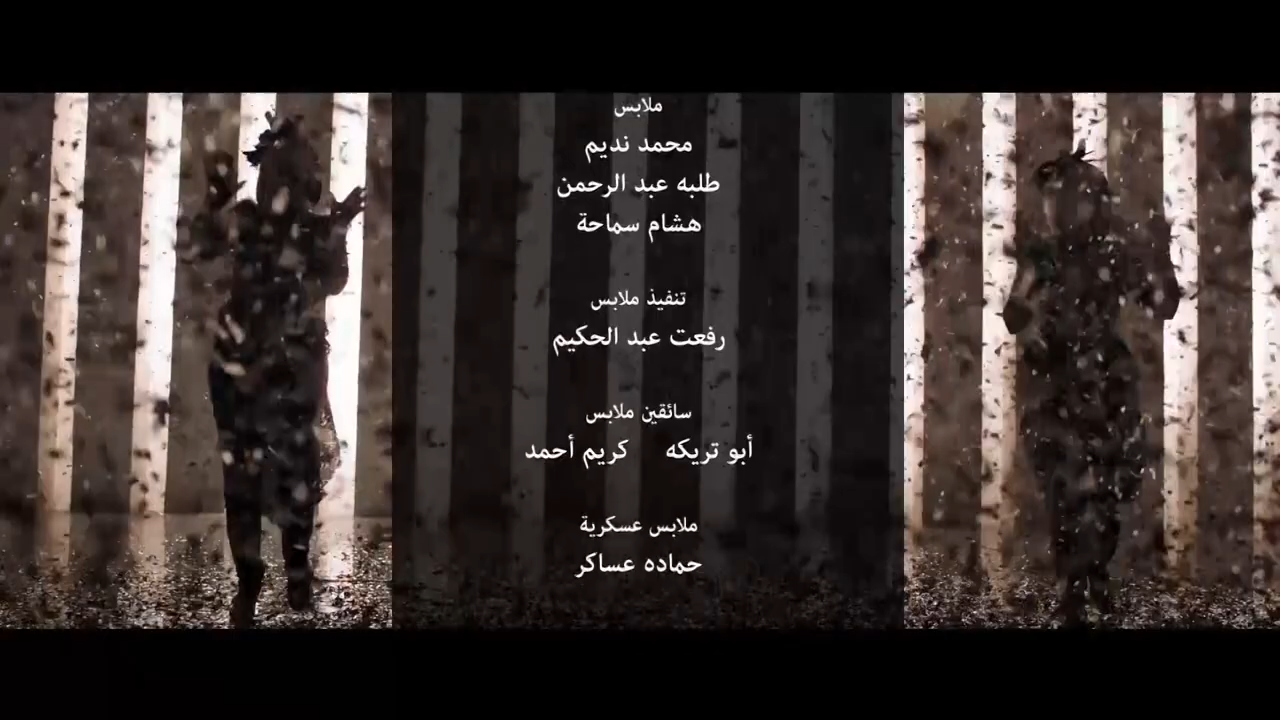 ملابس
محمد نديم
طلبه عبد الرحمن
هشام سماحة
تنفيذ ملابس
رفعت عبد الحكيم
سائقين ملابس
أبو تريكه كريم أحمد
ملابس عسكرية
حماده عساكر